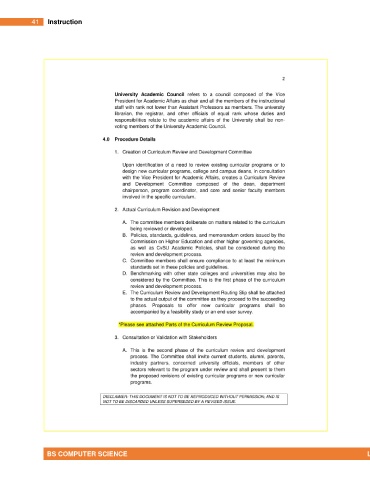 41 Instruction
2
University Academic Council refers to a council composed of the Vice
President for Academic Affairs as chair and all the members of the instructional
staff with rank not lower than Assistant Professors as members. The university
librarian, the registrar, and other officials of equal rank whose duties and
responsibilities relate to the academic affairs of the University shall be non-
voting members of the University Academic Council.
4.0 Procedure Details
1. Creation of Curriculum Review and Development Committee
Upon identification of a need to review existing curricular programs or to
design new curricular programs, college and campus deans, in consultation
with the Vice President for Academic Affairs, creates a Curriculum Review
and Development Committee composed of the dean, department
chairperson, program coordinator, and core and senior faculty members
involved in the specific curriculum.
2. Actual Curriculum Revision and Development
A. The committee members deliberate on matters related to the curriculum
being reviewed or developed.
B. Policies, standards, guidelines, and memorandum orders issued by the
Commission on Higher Education and other higher governing agencies,
as well as CvSU Academic Policies, shall be considered during the
review and development process.
C. Committee members shall ensure compliance to at least the minimum
standards set in these policies and guidelines.
D. Benchmarking with other state colleges and universities may also be
considered by the Committee. This is the first phase of the curriculum
review and development process.
E. The Curriculum Review and Development Routing Slip shall be attached
to the actual output of the committee as they proceed to the succeeding
phases. Proposals to offer new curricular programs shall be
accompanied by a feasibility study or an end user survey.
*Please see attached Parts of the Curriculum Review Proposal.
3. Consultation or Validation with Stakeholders
A. This is the second phase of the curriculum review and development
process. The Committee shall invite current students, alumni, parents,
industry partners, concerned university officials, members of other
sectors relevant to the program under review and shall present to them
the proposed revisions of existing curricular programs or new curricular
programs.
DISCLAIMER: THIS DOCUMENT IS NOT TO BE REPRODUCED WITHOUT PERMISSION, AND IS
NOT TO BE DISCARDED UNLESS SUPERSEDED BY A REVISED ISSUE.
BS COMPUTER SCIENCE L